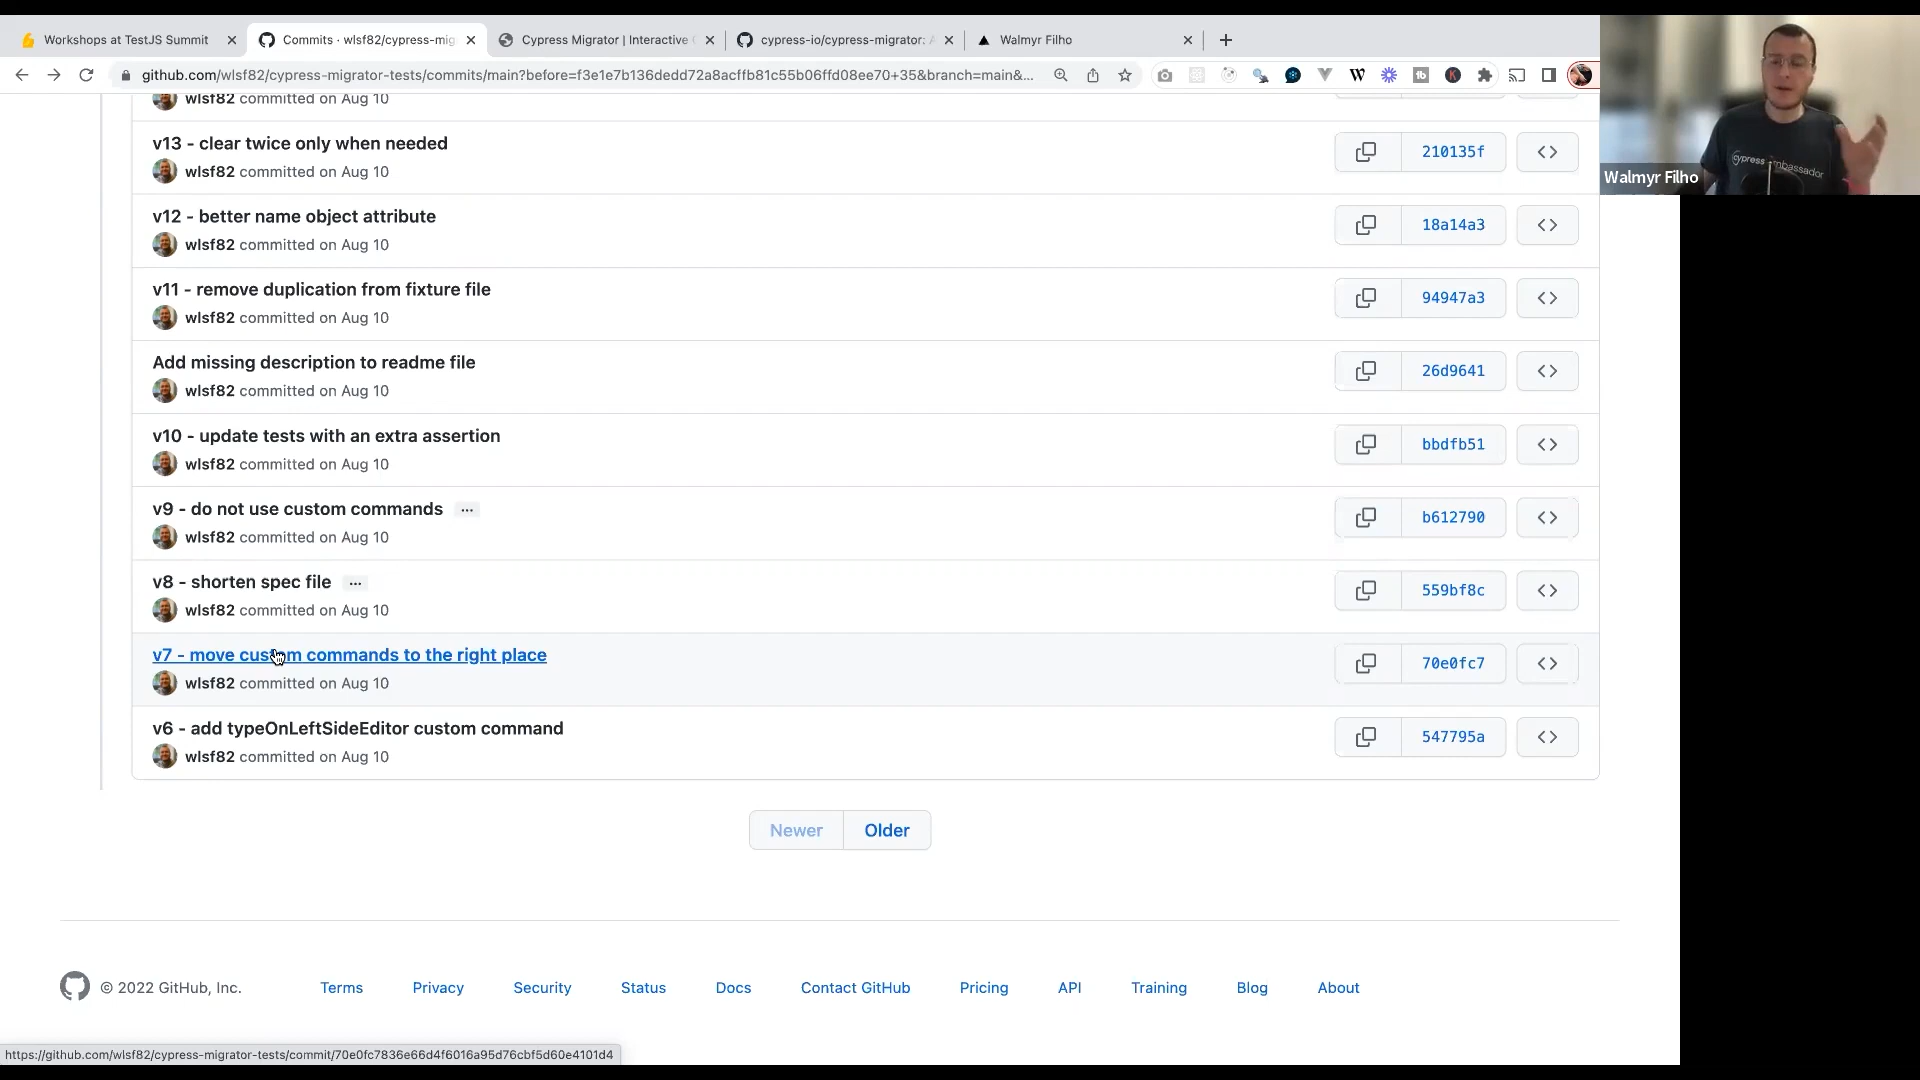 Workshops at TestJS Summit
Commits · wlsf82/cypress-mig
Cypress Migrator | Interactive
cypress-io/cypress-migrator:
Walmyr Filho
github.com/wlsf82/cypress-migrator-tests/commits/main?before=f3e1e7b136dedd72a8acffb81c55b06ffd08ee70+35&branch=main&...
wlsf82 committed on Aug 10
v13 - clear twice only when needed
wlsf82 committed on Aug 10
210135f
v12 - better name object attribute
wlsf82 committed on Aug 10
18a14a3
v11 - remove duplication from fixture file
wlsf82 committed on Aug 10
94947a3
Add missing description to readme file
wlsf82 committed on Aug 10
26d9641
v10 - update tests with an extra assertion
wlsf82 committed on Aug 10
bbdfb51
v9 - do not use custom commands ...
wlsf82 committed on Aug 10
b612790
v8 - shorten spec file ...
wlsf82 committed on Aug 10
559bf8c
v7 - move custom commands to the right place
wlsf82 committed on Aug 10
70e0fc7
v6 - add typeOnLeftSideEditor custom command
wlsf82 committed on Aug 10
547795a
Newer Older
© 2022 GitHub, Inc. Terms Privacy Security Status Docs Contact GitHub Pricing API Training Blog About
https://github.com/wlsf82/cypress-migrator-tests/commit/70e0fc7836e66d4f6016a95d76cbf5d60e4101d4
cypress ambassador
Walmyr Filho